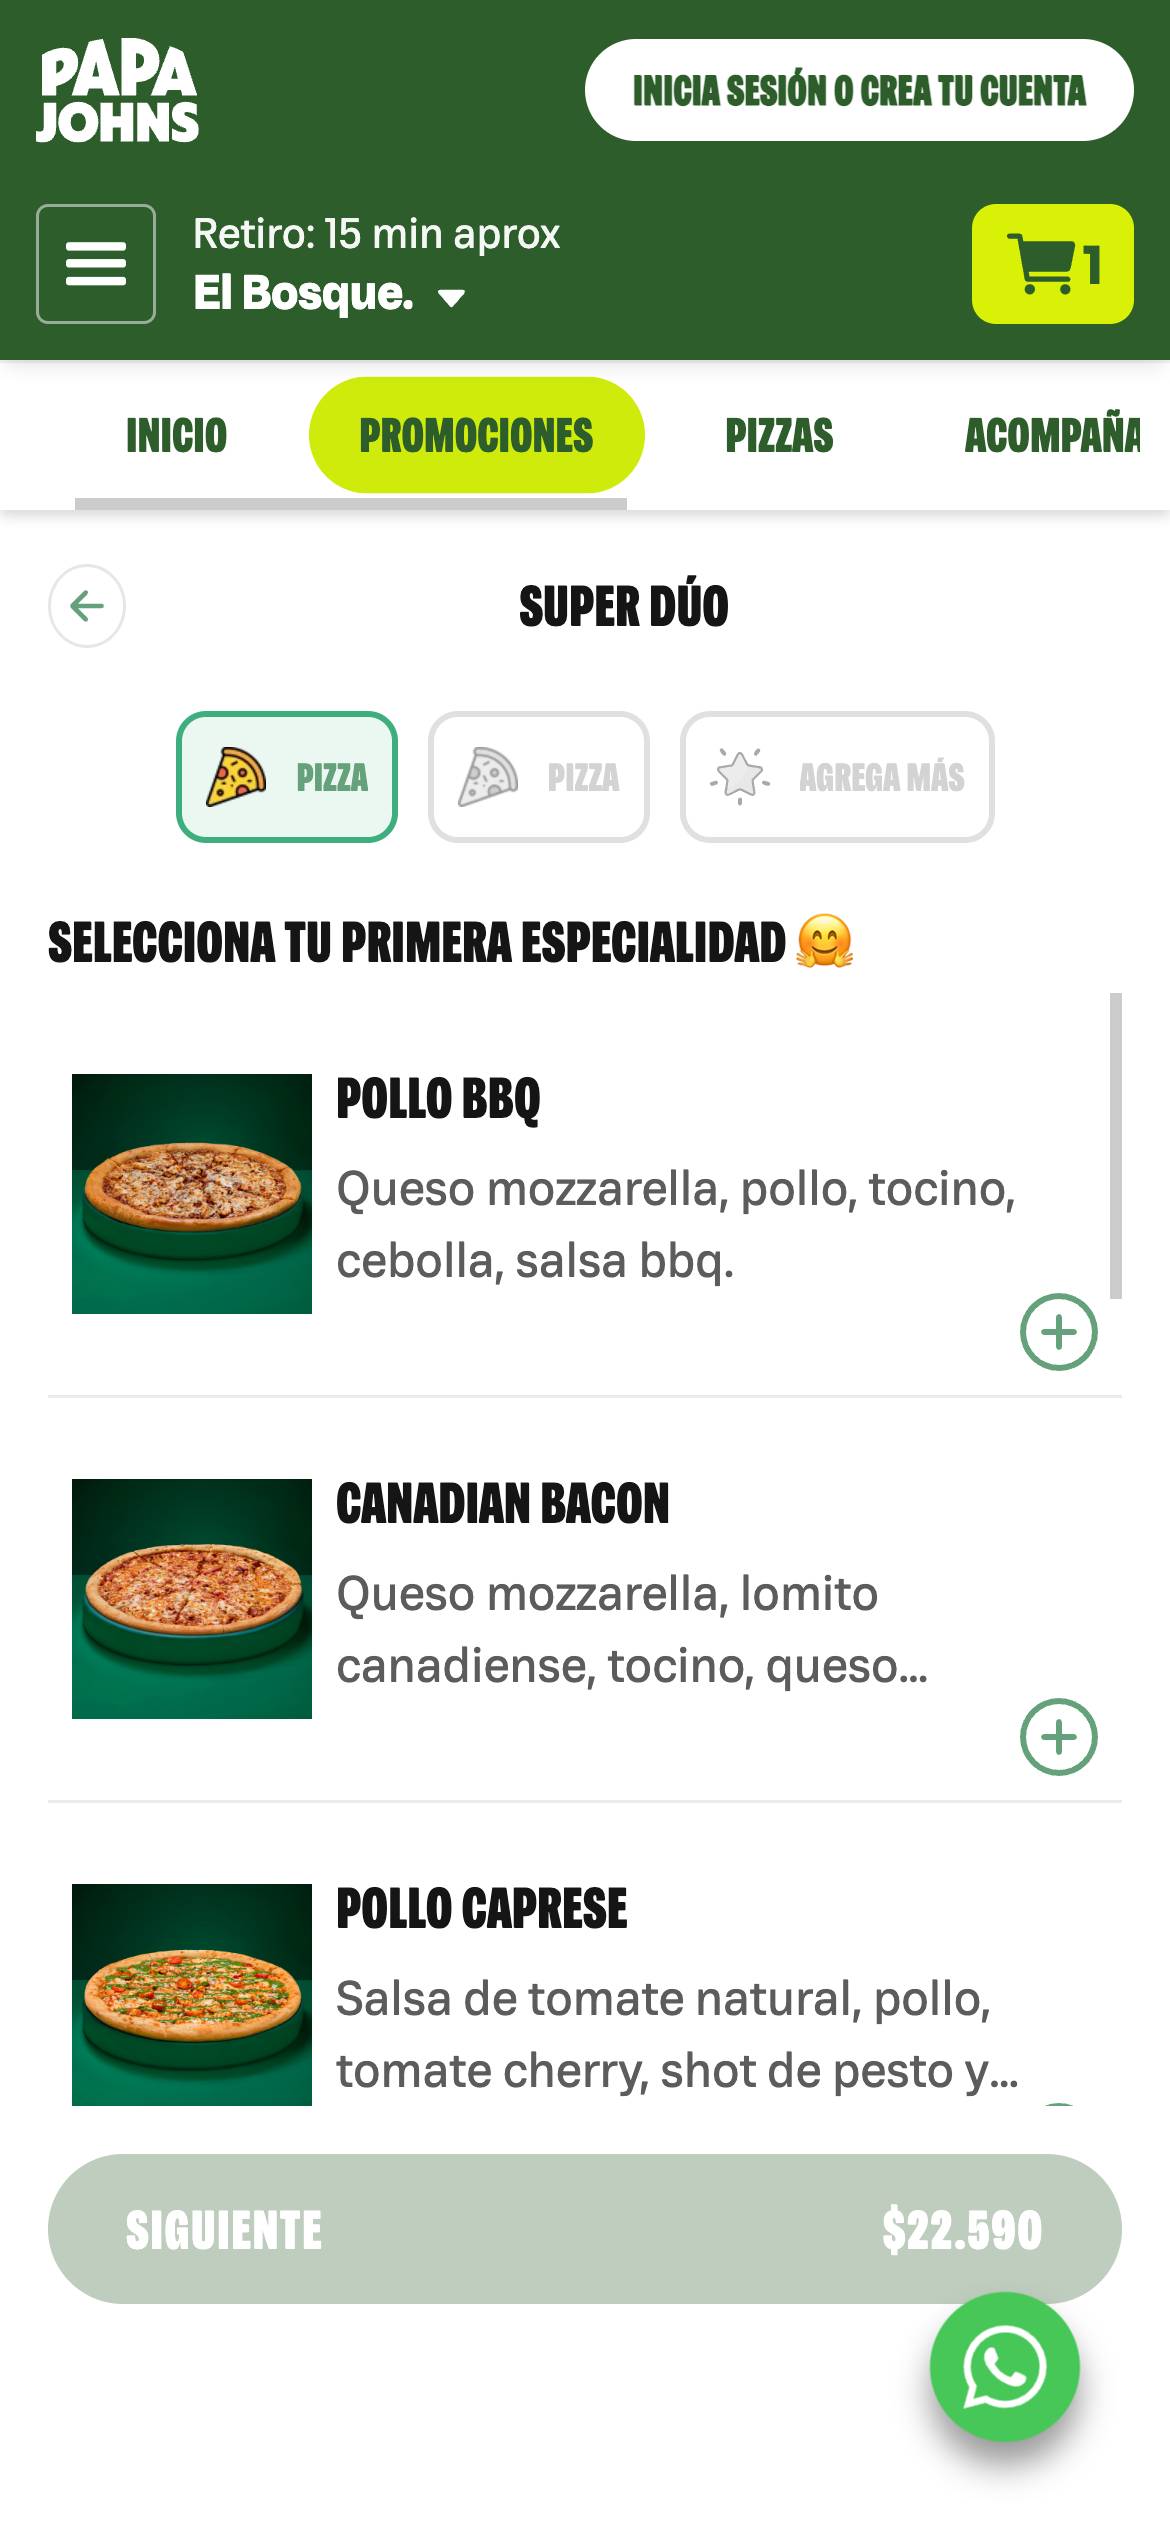 PAPA
JOHNS
INICIA SESIÓN O CREA TU CUENTA
Retiro: 15 min aprox
El Bosque.
1
INICIO
PROMOCIONES
PIZZAS
ACOMPAÑA
SUPER DÚO
PIZZA
PIZZA
AGREGA MÁS
SELECCIONA TU PRIMERA ESPECIALIDAD 🤗
POLLO BBQ
Queso mozzarella, pollo, tocino,
cebolla, salsa bbq.
CANADIAN BACON
Queso mozzarella, lomito
canadiense, tocino, queso...
POLLO CAPRESE
Salsa de tomate natural, pollo,
tomate cherry, shot de pesto y...
SIGUIENTE
$22.590